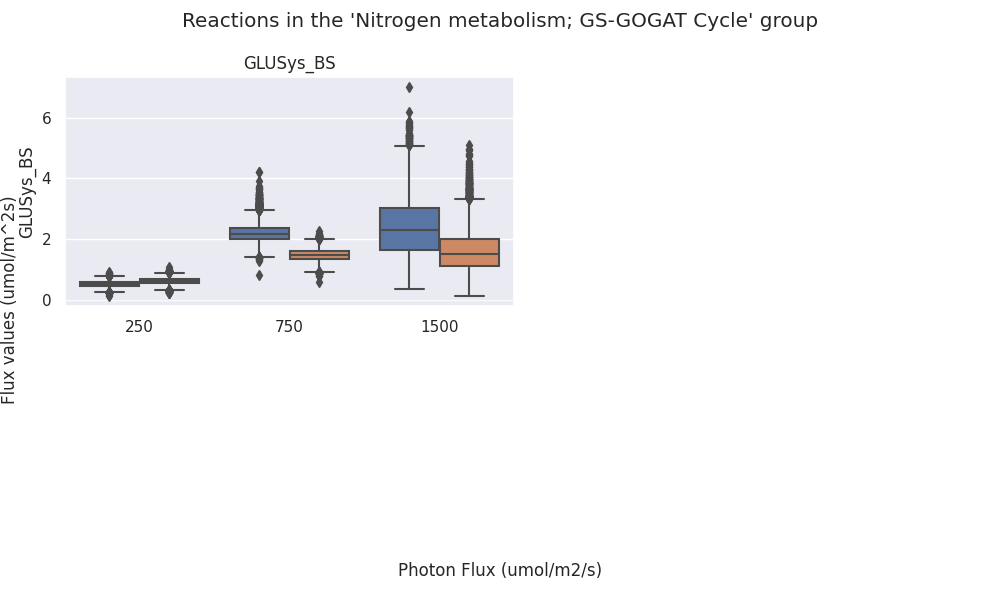 Reactions in the 'Nitrogen metabolism; GS-GOGAT Cycle' group
GLUSys_BS
6
4
2
0
GLUSys_BS
Flux values (umol/m^2s)
250 750 1500
Photon Flux (umol/m2/s)